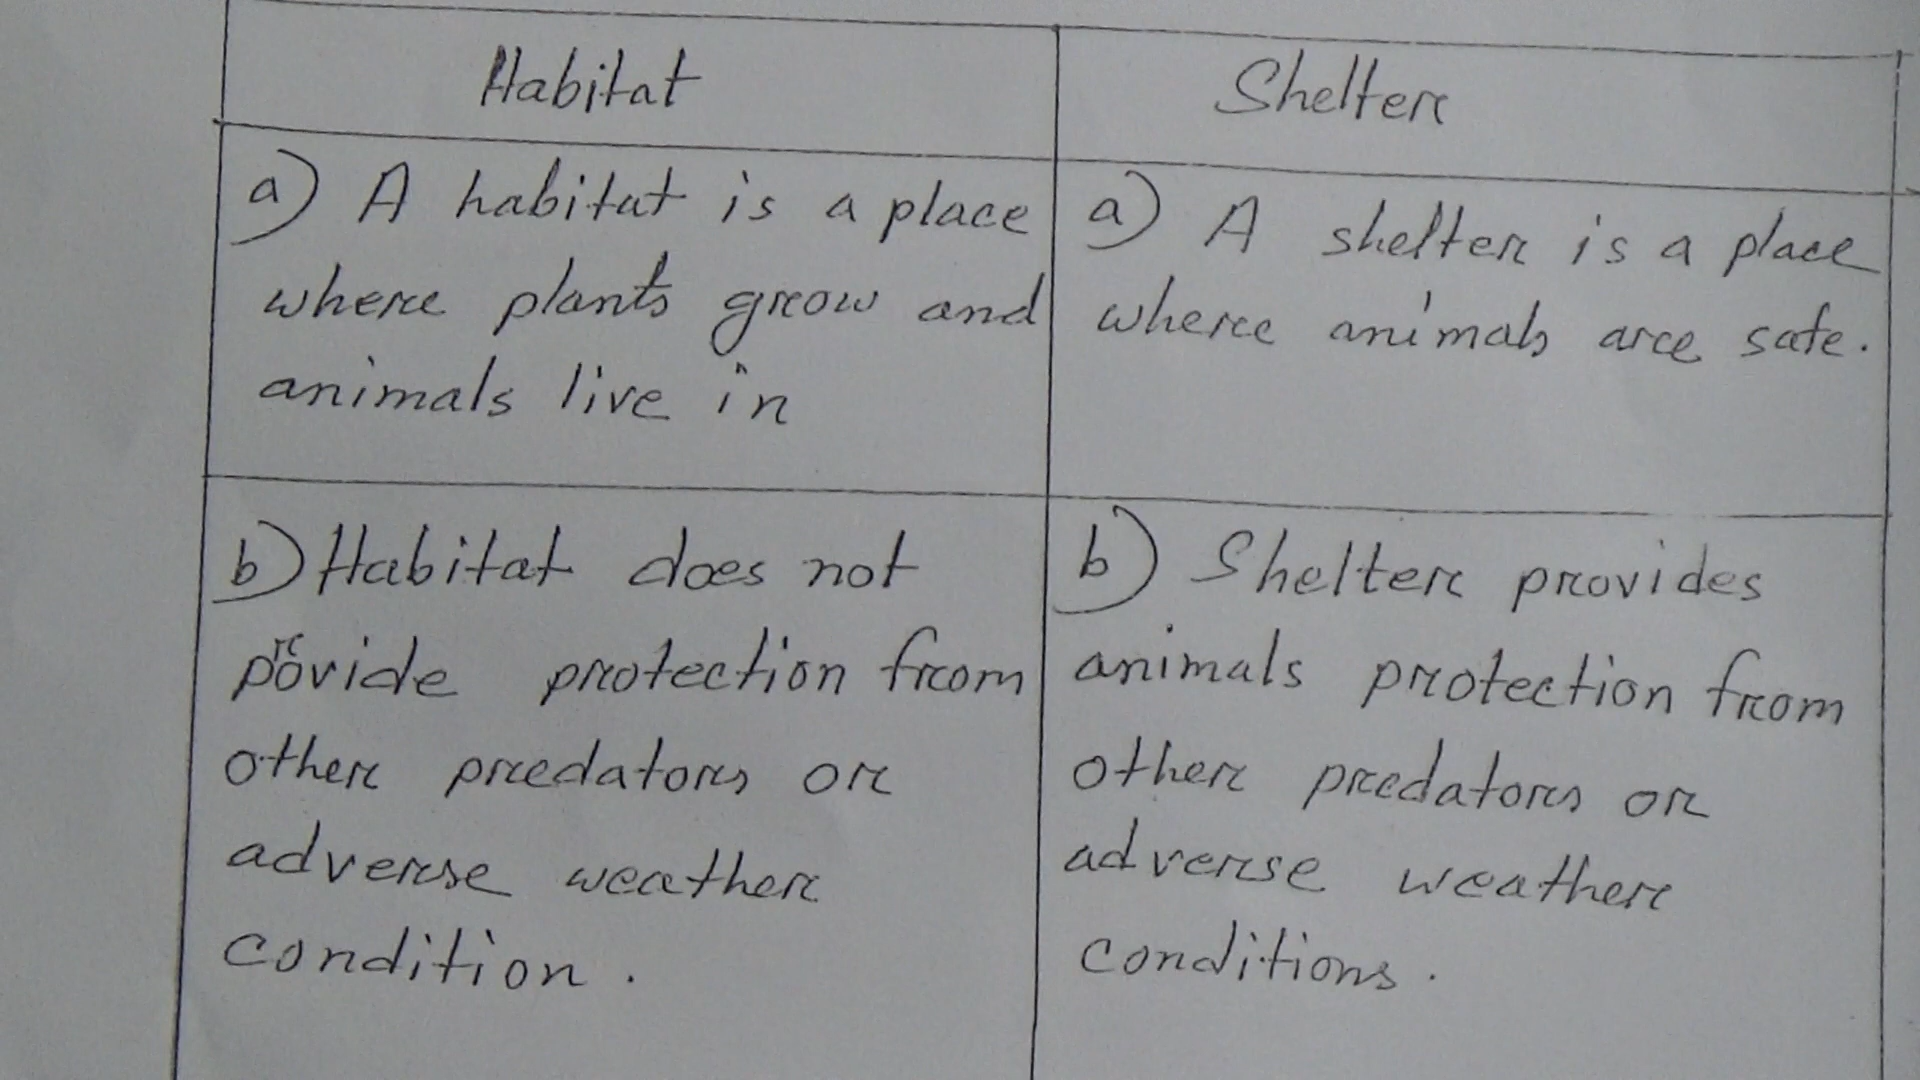 Habitat
Shelter
a) A habitat is a place
where plants grow and
animals live in
a) A shelter is a place
where animals are safe.
b) Habitat does not
provide protection from
other predators or
adverse weather
condition.
b) Shelter provides
animals protection from
other predators or
adverse weather
conditions.